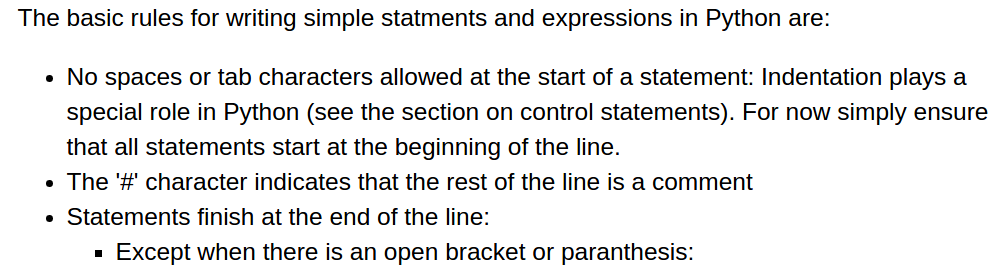 The basic rules for writing simple statments and expressions in Python are:
• No spaces or tab characters allowed at the start of a statement: Indentation plays a
special role in Python (see the section on control statements). For now simply ensure
that all statements start at the beginning of the line.
• The '#' character indicates that the rest of the line is a comment
• Statements finish at the end of the line:
▪ Except when there is an open bracket or paranthesis: